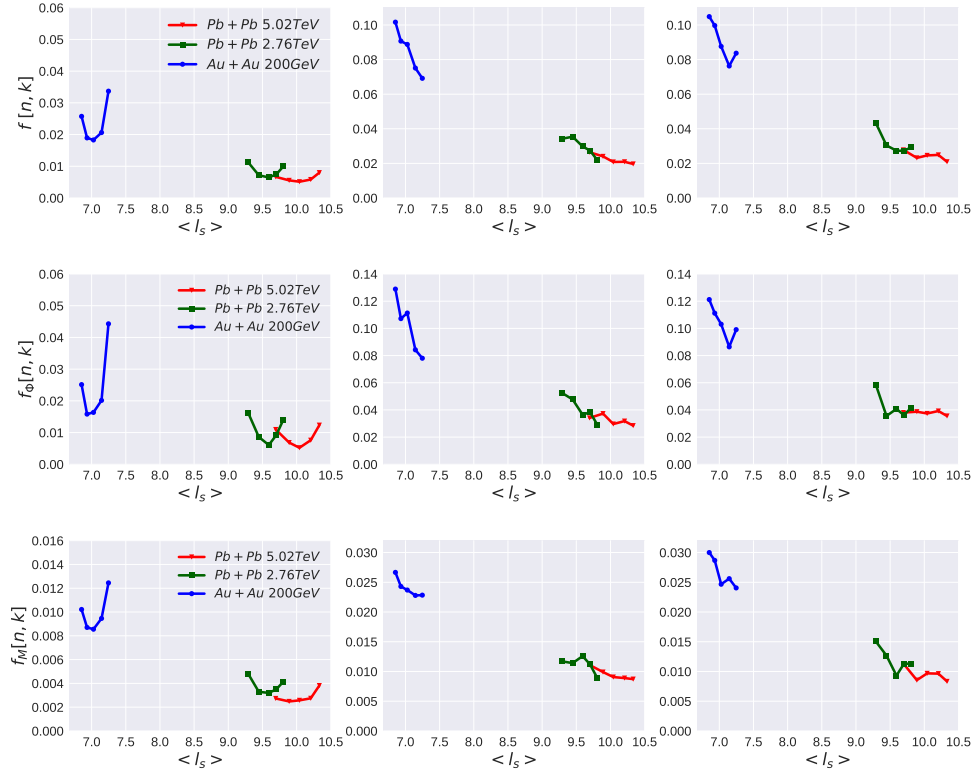 0.06 0.05 0.04 0.03 0.02 0.01 0.00
f [n, k]
Pb + Pb 5.02TeV
Pb + Pb 2.76TeV
Au + Au 200GeV
7.0 7.5 8.0 8.5 9.0 9.5 10.0 10.5
< l_s >
0.10 0.08 0.06 0.04 0.02 0.00
7.0 7.5 8.0 8.5 9.0 9.5 10.0 10.5
< l_s >
0.10 0.08 0.06 0.04 0.02 0.00
7.0 7.5 8.0 8.5 9.0 9.5 10.0 10.5
< l_s >
0.06 0.05 0.04 0.03 0.02 0.01 0.00
f_Φ[n, k]
Pb + Pb 5.02TeV
Pb + Pb 2.76TeV
Au + Au 200GeV
7.0 7.5 8.0 8.5 9.0 9.5 10.0 10.5
< l_s >
0.14 0.12 0.10 0.08 0.06 0.04 0.02 0.00
7.0 7.5 8.0 8.5 9.0 9.5 10.0 10.5
< l_s >
0.14 0.12 0.10 0.08 0.06 0.04 0.02 0.00
7.0 7.5 8.0 8.5 9.0 9.5 10.0 10.5
< l_s >
0.016 0.014 0.012 0.010 0.008 0.006 0.004 0.002 0.000
f_M[n, k]
Pb + Pb 5.02TeV
Pb + Pb 2.76TeV
Au + Au 200GeV
7.0 7.5 8.0 8.5 9.0 9.5 10.0 10.5
< l_s >
0.030 0.025 0.020 0.015 0.010 0.005 0.000
7.0 7.5 8.0 8.5 9.0 9.5 10.0 10.5
< l_s >
0.030 0.025 0.020 0.015 0.010 0.005 0.000
7.0 7.5 8.0 8.5 9.0 9.5 10.0 10.5
< l_s >